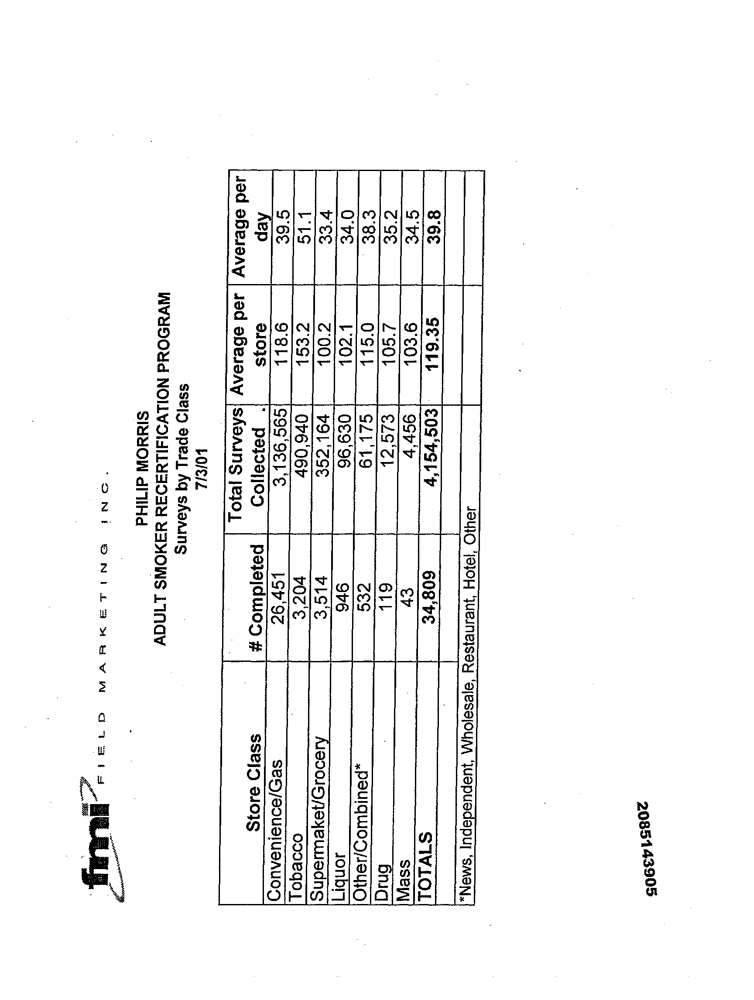 fmi FIELD MARKETING INC.
PHILIP MORRIS
ADULT SMOKER RECERTIFICATION PROGRAM
Surveys by Trade Class
7/3/01
Store Class # Completed Total Surveys Collected Average per store Average per day
Convenience/Gas 26,451 3,136,565 118.6 39.5
Tobacco 3,204 490,940 153.2 51.1
Supermaket/Grocery 3,514 352,164 100.2 33.4
Liquor 946 96,630 102.1 34.0
Other/Combined* 532 61,175 115.0 38.3
Drug 119 12,573 105.7 35.2
Mass 43 4,456 103.6 34.5
TOTALS 34,809 4,154,503 119.35 39.8
*News, Independent, Wholesale, Restaurant, Hotel, Other
2085143905